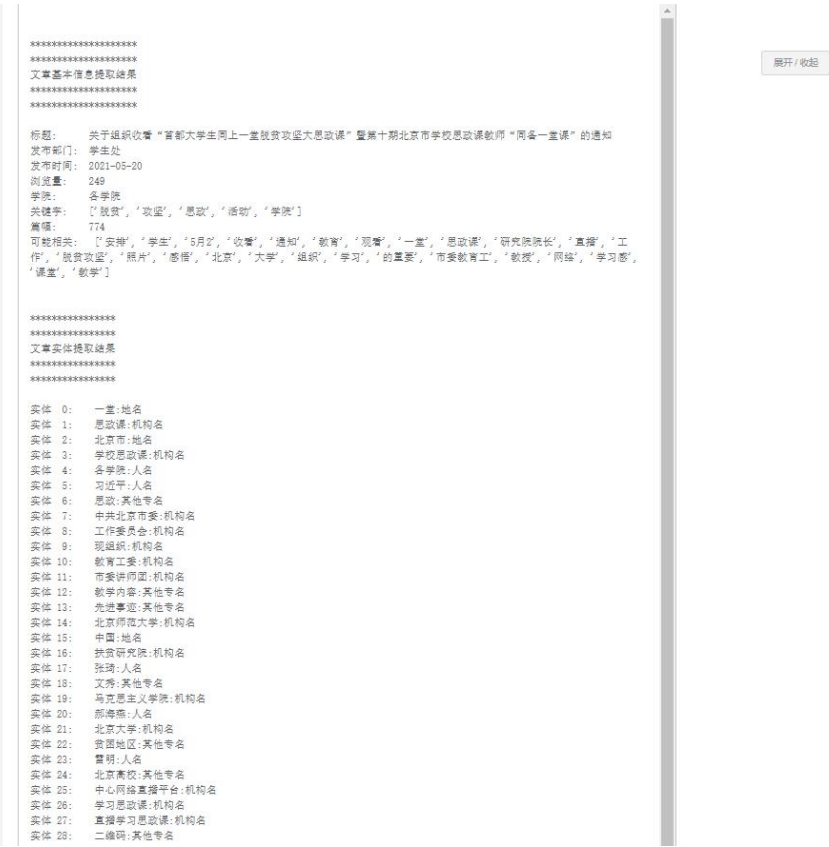 ********************
********************
文章基本信息提取结果
********************
********************
标题: 关于组织收看“首都大学生同上一堂脱贫攻坚大思政课”暨第十期北京市学校思政课教师“同备一堂课”的通知
发布部门: 学生处
发布时间: 2021-05-20
浏览量: 249
学院: 各学院
关键字: ['脱贫', '攻坚', '思政', '活动', '学院']
篇幅: 774
可能相关: ['安排', '学生', '5月2', '收看', '通知', '教育', '观看', '一堂', '思政课', '研究院院长', '直播', '工
作', '脱贫攻坚', '照片', '感悟', '北京', '大学', '组织', '学习', '的重要', '市委教育工', '教授', '网络', '学习感',
'课堂', '教学']
****************
****************
文章实体提取结果
****************
****************
实体 0: 一堂:地名
实体 1: 思政课:机构名
实体 2: 北京市:地名
实体 3: 学校思政课:机构名
实体 4: 各学院:人名
实体 5: 习近平:人名
实体 6: 思政:其他专名
实体 7: 中共北京市委:机构名
实体 8: 工作委员会:机构名
实体 9: 现组织:机构名
实体 10: 教育工委:机构名
实体 11: 市委讲师团:机构名
实体 12: 教学内容:其他专名
实体 13: 先进事迹:其他专名
实体 14: 北京师范大学:机构名
实体 15: 中国:地名
实体 16: 扶贫研究院:机构名
实体 17: 张琦:人名
实体 18: 文秀:其他专名
实体 19: 马克思主义学院:机构名
实体 20: 郝海燕:人名
实体 21: 北京大学:机构名
实体 22: 贫困地区:其他专名
实体 23: 雷明:人名
实体 24: 北京高校:其他专名
实体 25: 中心网络直播平台:机构名
实体 26: 学习思政课:机构名
实体 27: 直播学习思政课:机构名
实体 28: 二维码:其他专名
展开/收起